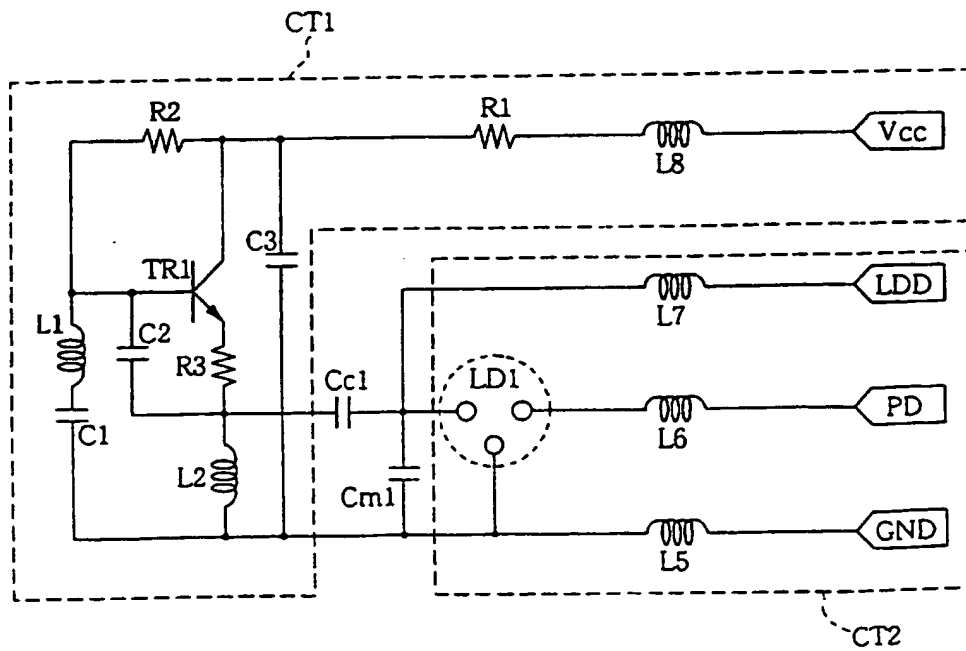 CT1
R2
R1
L8
Vcc
C3
TR1
L7
LDD
L1
C2
R3
Cc1
LD1
L6
PD
C1
L2
Cm1
L5
GND
CT2